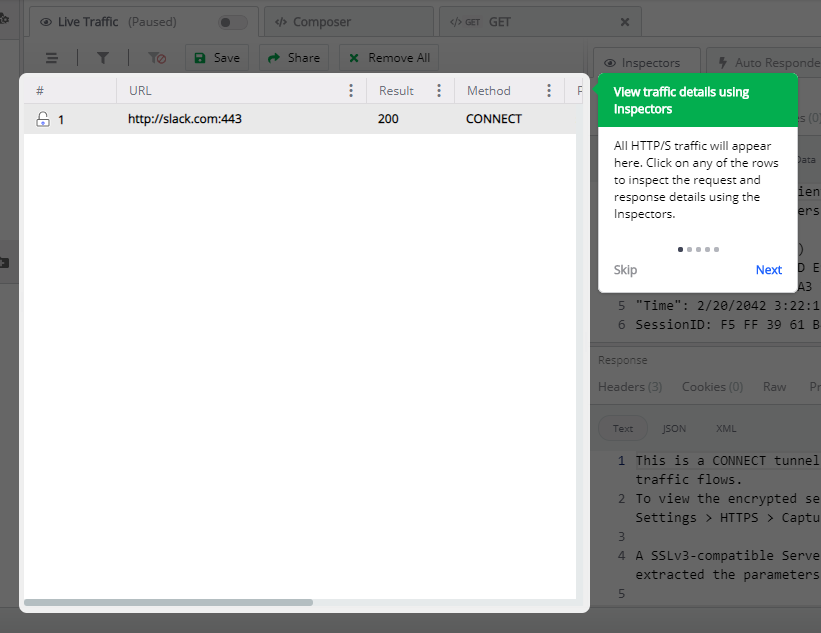 Live Traffic (Paused)
Composer
GET GET
Save
Share
Remove All
Inspectors
Auto Responde
# URL Result Method
1 http://slack.com:443 200 CONNECT
View traffic details using
Inspectors
All HTTP/S traffic will appear
here. Click on any of the rows
to inspect the request and
response details using the
Inspectors.
Skip Next
(0)
Data
5 "Time": 2/20/2042 3:22:1
6 SessionID: F5 FF 39 61
Response
Headers (3) Cookies (0) Raw
Text JSON XML
1 This is a CONNECT tunnel
traffic flows.
2 To view the encrypted se
Settings > HTTPS > Captu
3
4 A SSLv3-compatible Serve
extracted the parameters
5